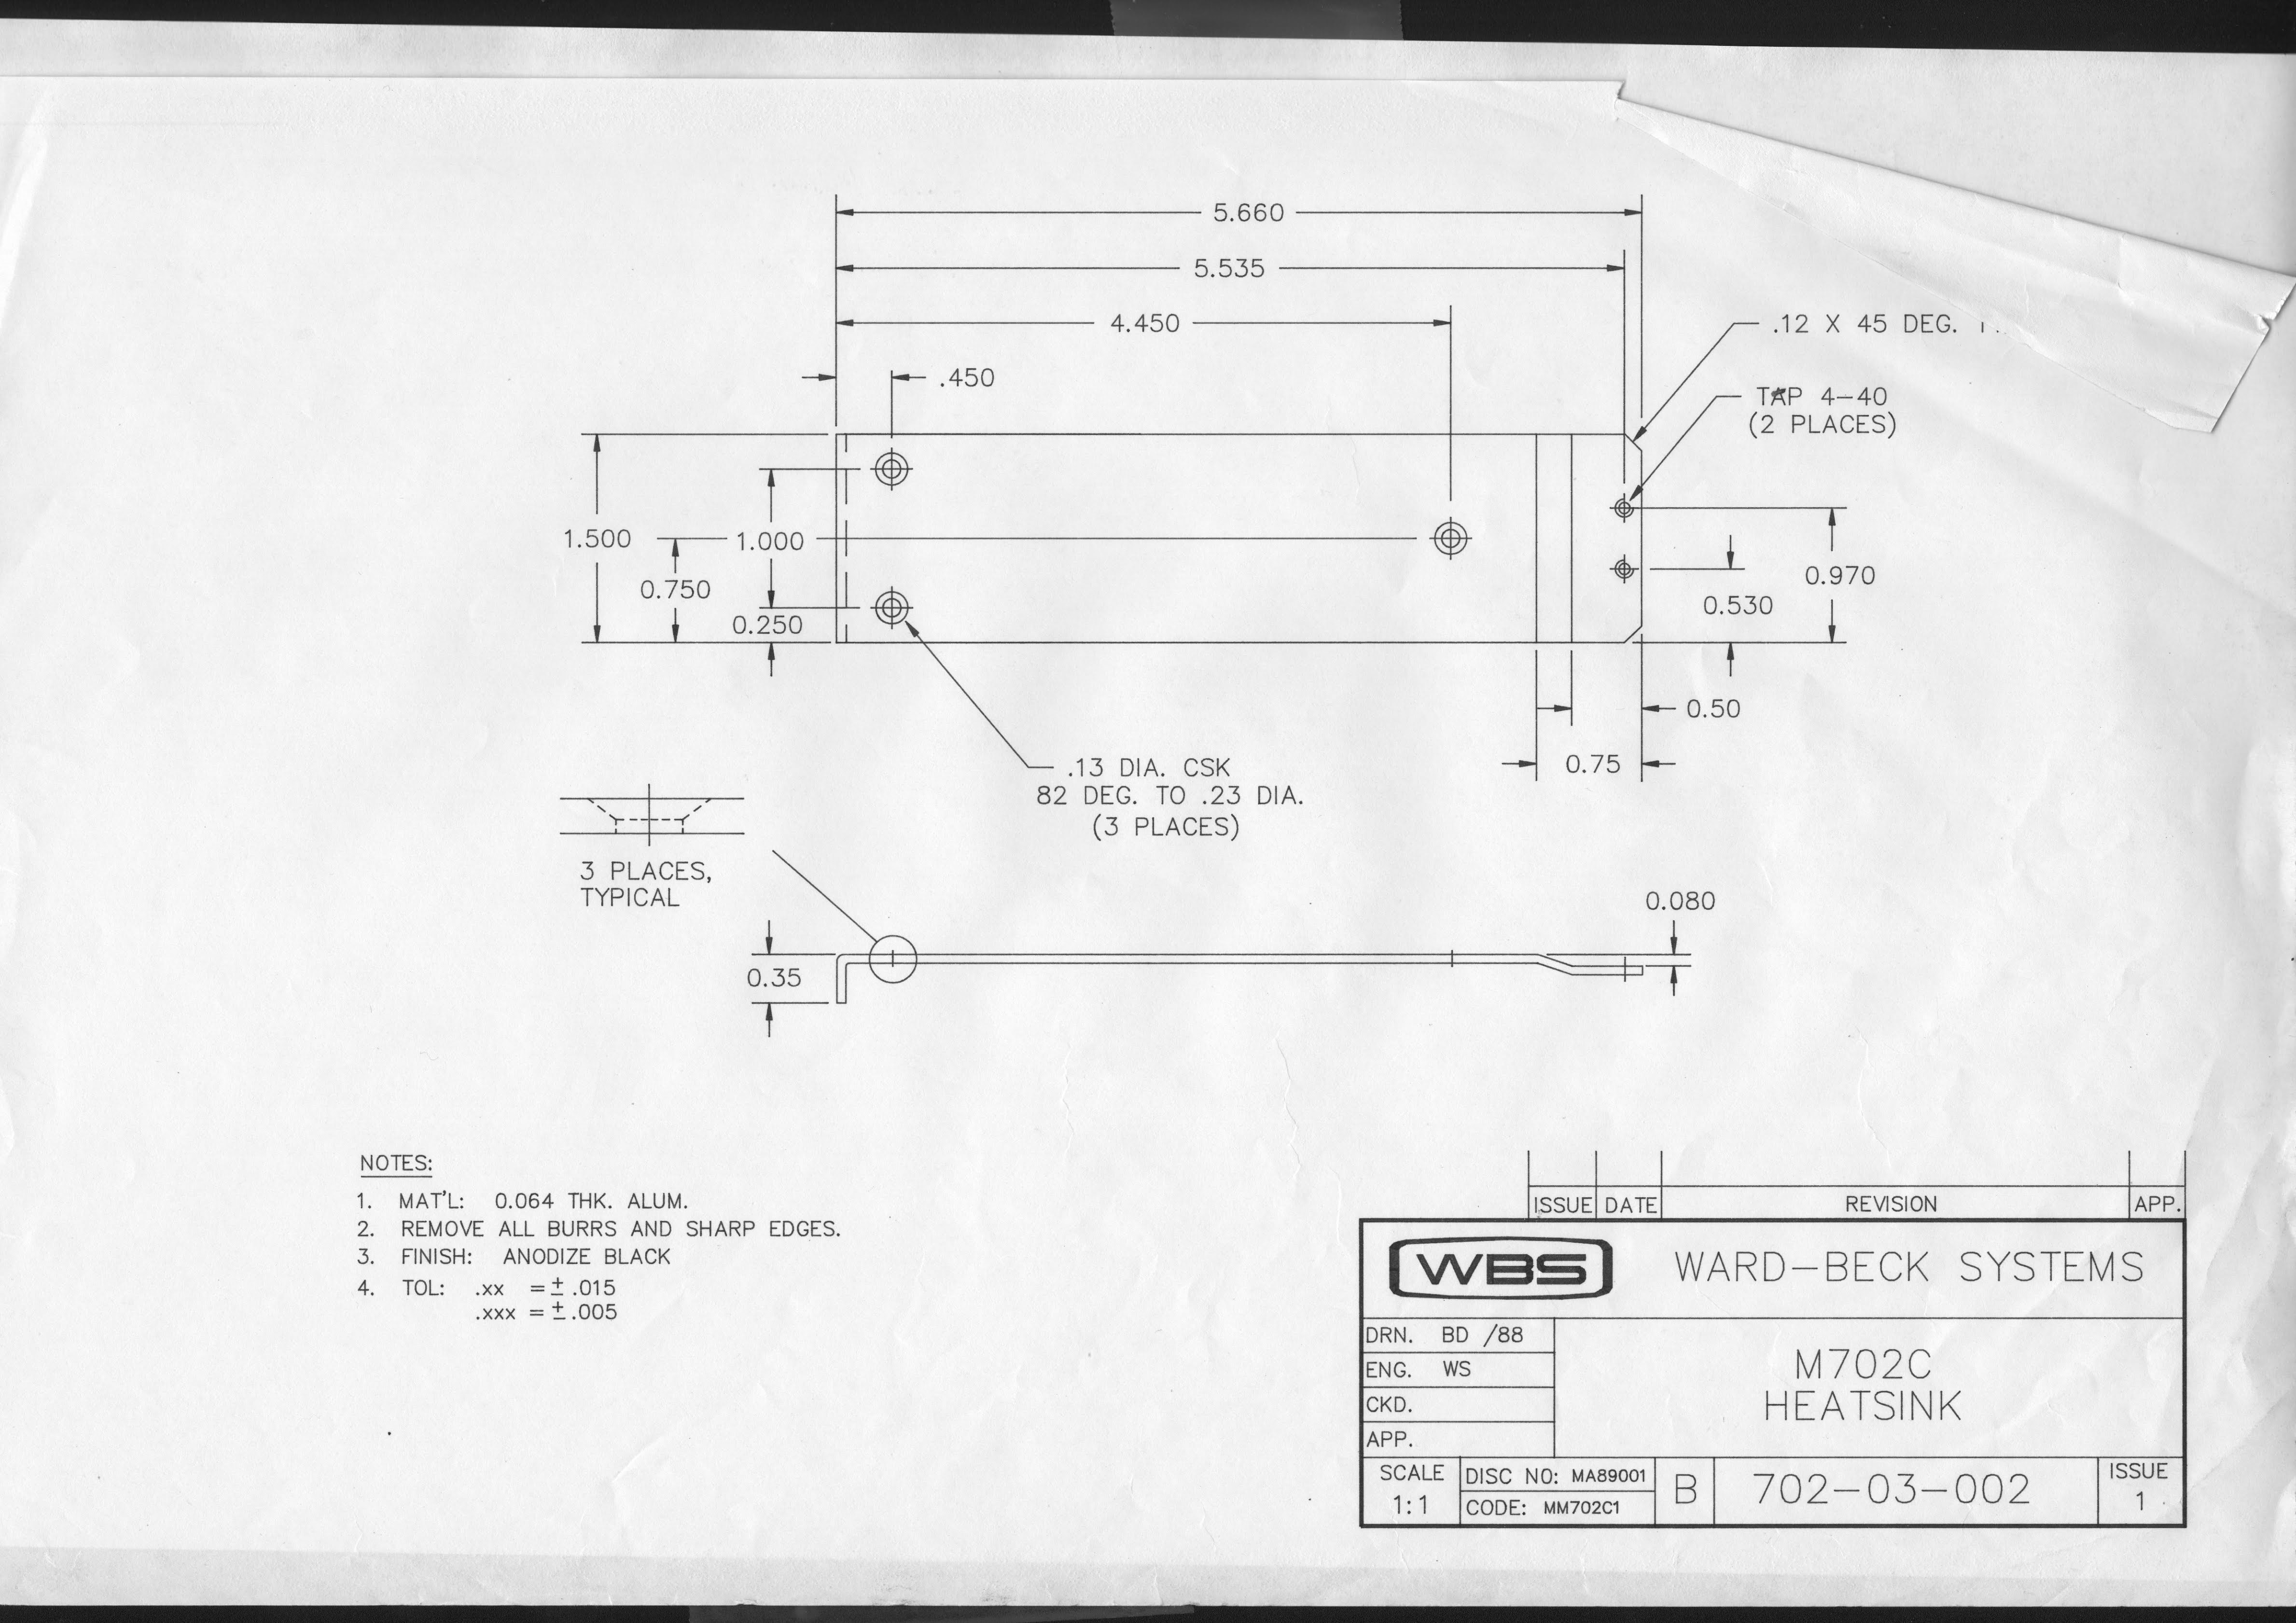 5.660
5.535
4.450
.12 X 45 DEG.
.450
TAP 4-40
(2 PLACES)
1.500
1.000
0.750
0.250
0.970
0.530
0.50
0.75
.13 DIA. CSK
82 DEG. TO .23 DIA.
(3 PLACES)
3 PLACES,
TYPICAL
0.080
0.35
NOTES:
1. MAT'L: 0.064 THK. ALUM.
2. REMOVE ALL BURRS AND SHARP EDGES.
3. FINISH: ANODIZE BLACK
4. TOL: .xx = ± .015
.xxx = ± .005
ISSUE DATE REVISION APP.
WBS WARD-BECK SYSTEMS
DRN. BD /88
ENG. WS
CKD.
APP.
M702C
HEATSINK
SCALE
1:1
DISC NO: MA89001
CODE: MM702C1
B
702-03-002
ISSUE
1